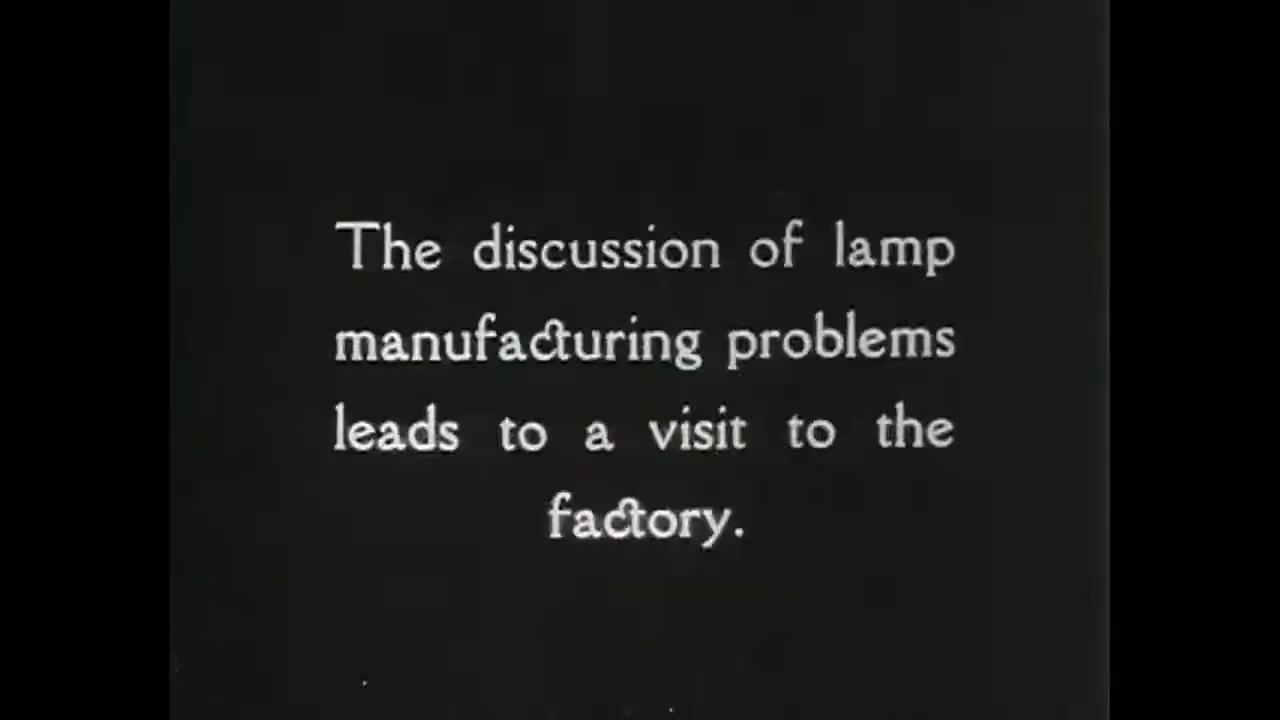 The discussion of lamp
manufacturing problems
leads to a visit to the
factory.